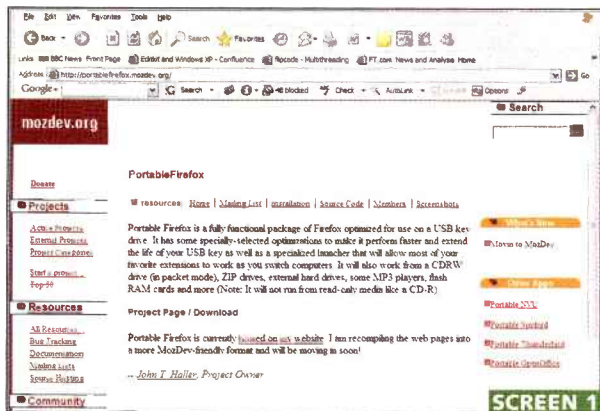 File Edit View Favorites Tools Help
Back Search Favorites
Links BBC News Front Page Eddict and Windows XP - Confluence flipcode - Multithreading FT.com News and Analysis Home
Address http://portablefirefox.mozdev.org/ Go
Google Search blocked Check AutoLink Options
mozdev.org
Search
Donate
Projects
Active Projects
External Projects
Project Categories
Start a project...
Top 50
Resources
All Resources...
Bug Tracking
Documentation
Mailing Lists
Source Hosting
Community
PortableFirefox
resources: Home | Mailing List | Installation | Source Code | Members | Screenshots
Portable Firefox is a fully functional package of Firefox optimized for use on a USB key
drive. It has some specially-selected optimizations to make it perform faster and extend
the life of your USB key as well as a specialized launcher that will allow most of your
favorite extensions to work as you switch computers. It will also work from a CDRW
drive (in packet mode), ZIP drives, external hard drives, some MP3 players, flash
RAM cards and more (Note: It will not run from read-only media like a CD-R)
Project Page / Download
Portable Firefox is currently hosted on my website. I am recompiling the web pages into
a more MozDev-friendly format and will be moving in soon!
-- John T. Haller, Project Owner
What's New
Moving to MozDev
Other Apps
Portable NVU
Portable Sunbird
Portable Thunderbird
Portable OpenOffice
SCREEN 1